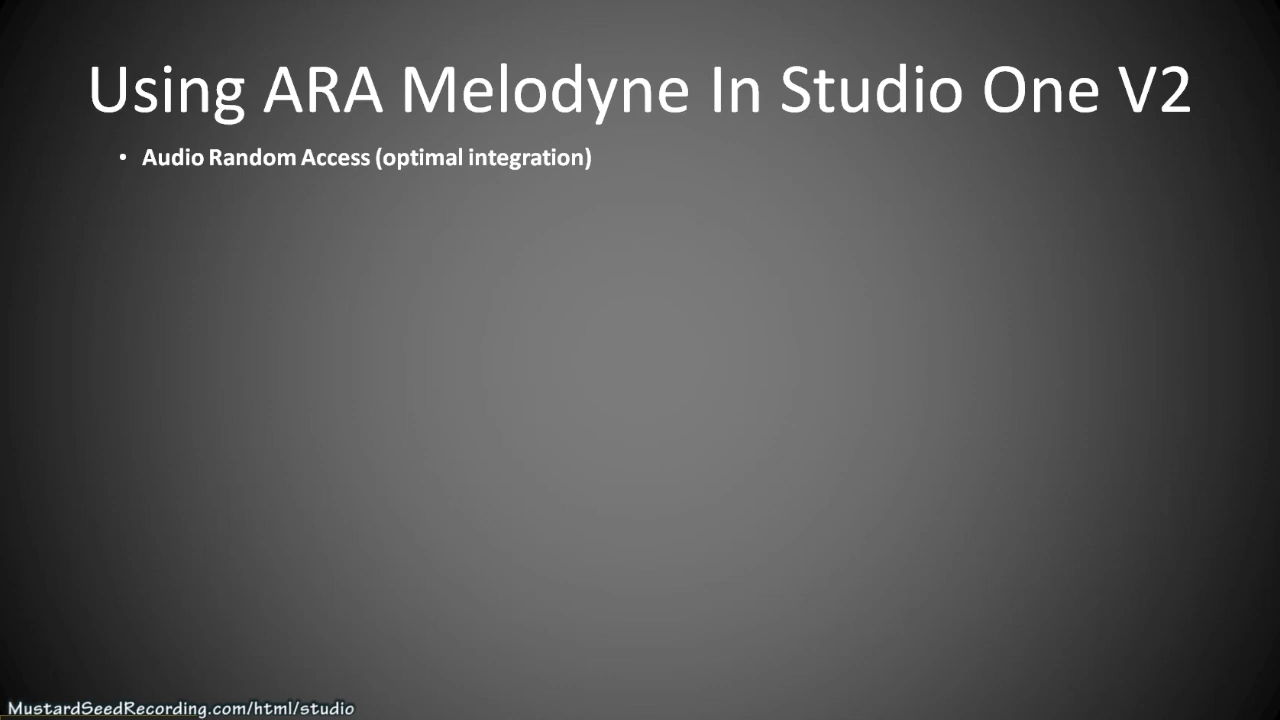 Using ARA Melodyne In Studio One V2
• Audio Random Access (optimal integration)
MustardSeedRecording.com/html/studio